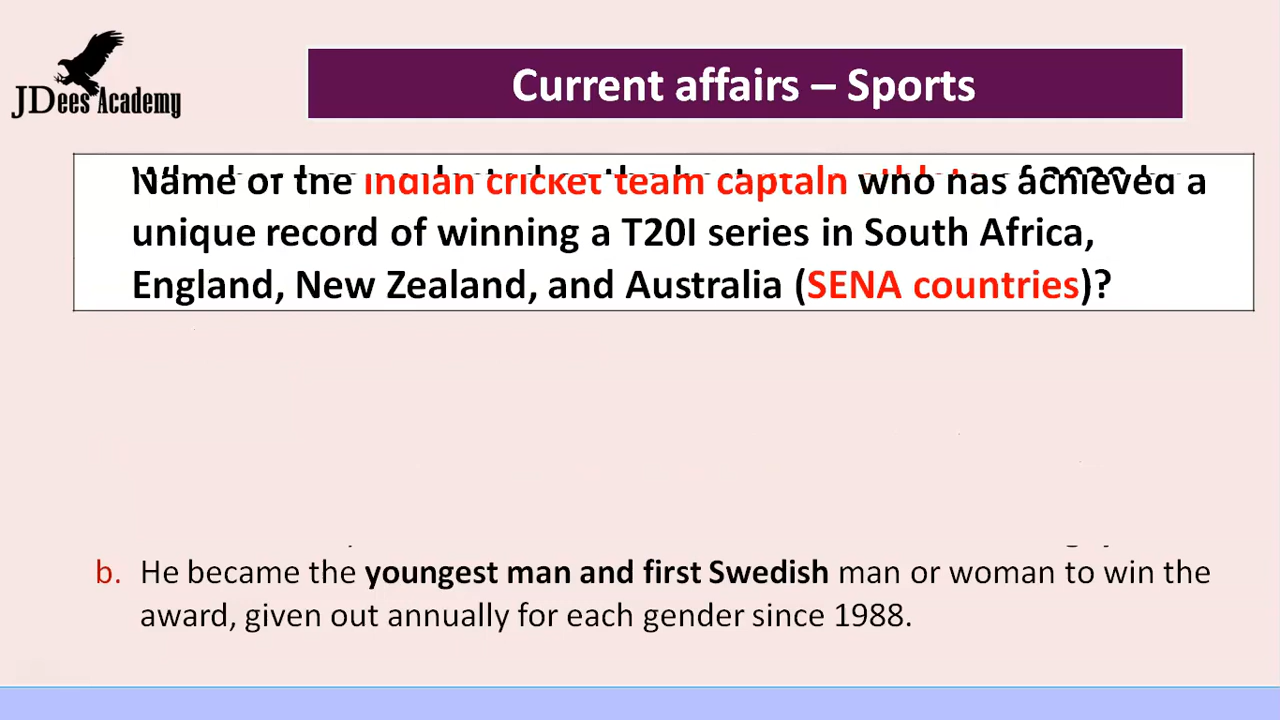 JDees Academy
Current affairs – Sports
Name of the Indian cricket team captain who has achieved a
unique record of winning a T20I series in South Africa,
England, New Zealand, and Australia (SENA countries)?
b. He became the youngest man and first Swedish man or woman to win the
award, given out annually for each gender since 1988.